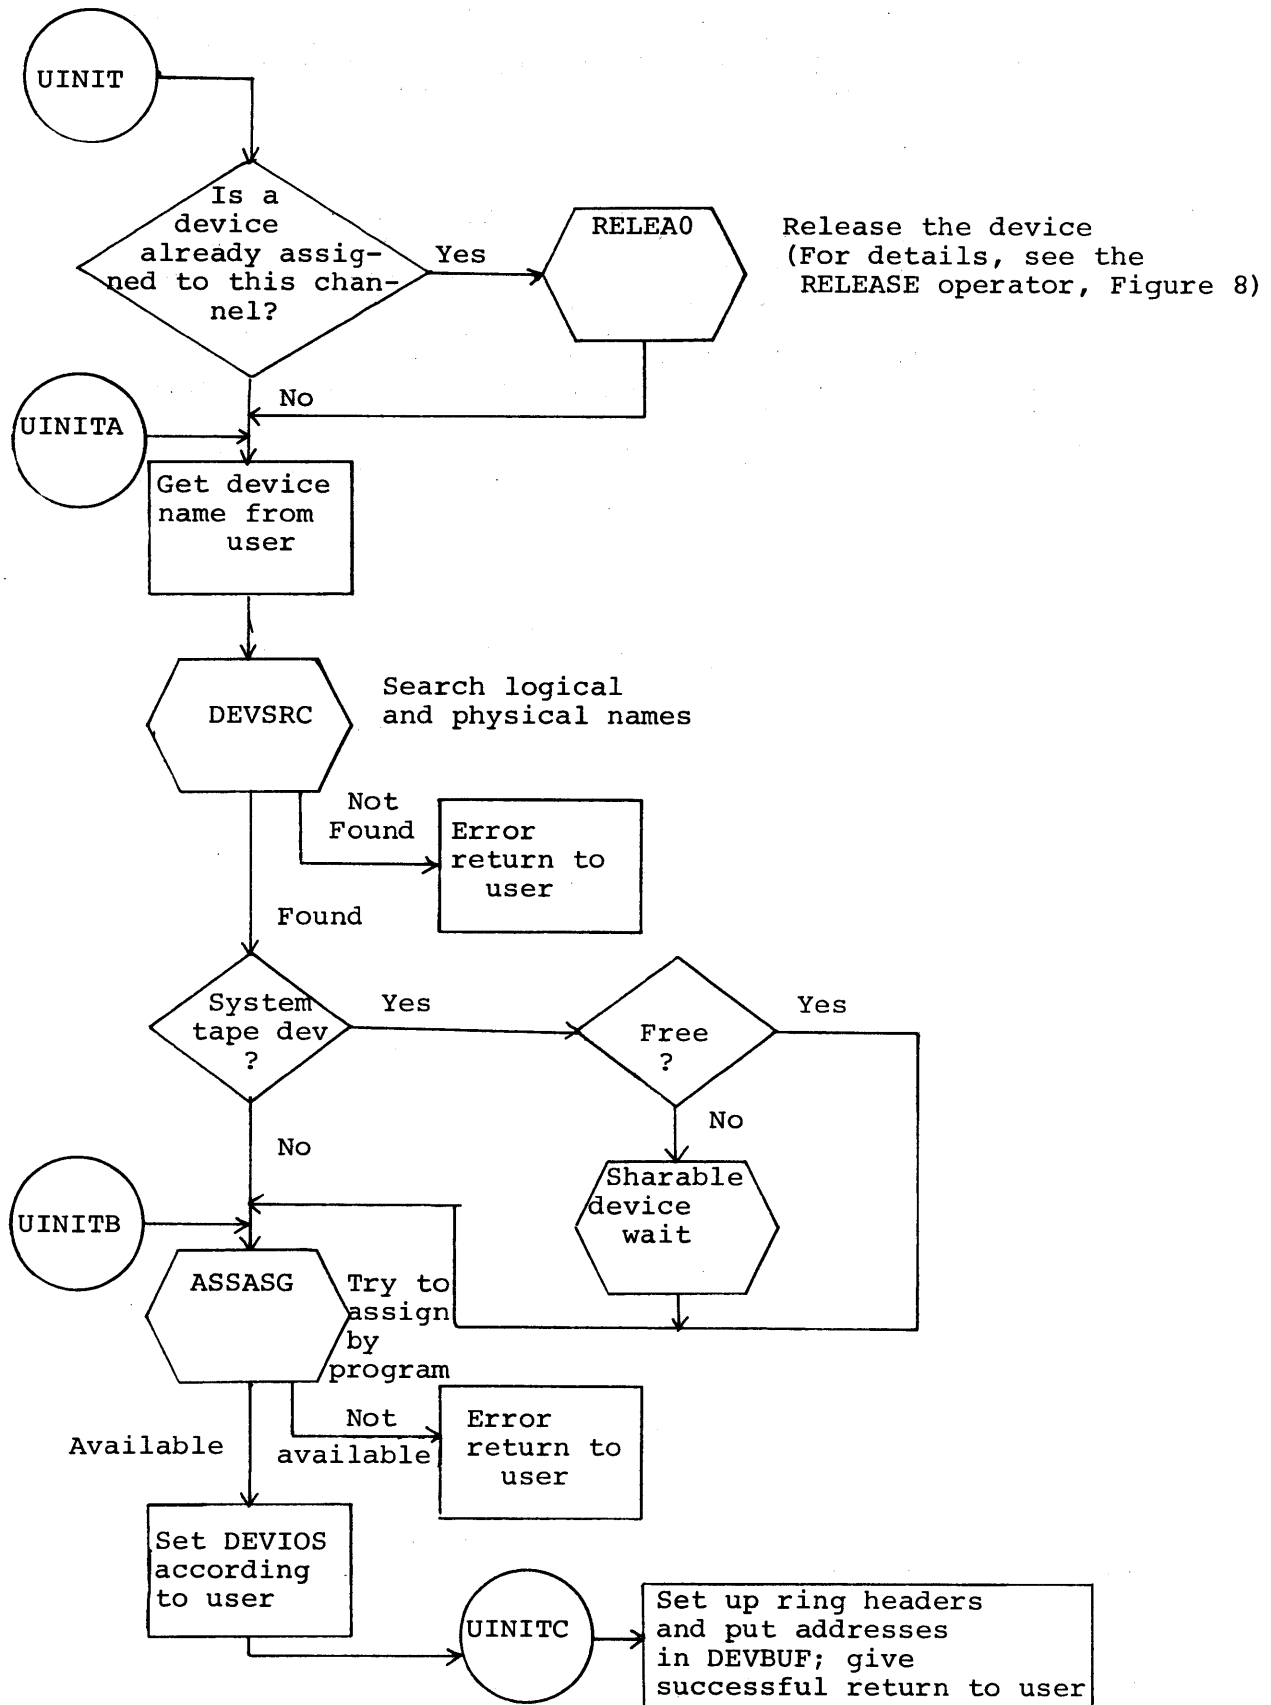 UINIT
Is a
device
already assig-
ned to this chan-
nel?
Yes
RELEA0
Release the device
(For details, see the
RELEASE operator, Figure 8)
No
UINITA
Get device
name from
user
DEVSRC
Search logical
and physical names
Not
Found
Error
return to
user
Found
System
tape dev
?
Yes
Free
?
Yes
No
No
Sharable
device
wait
UINITB
ASSASG
Try to
assign
by
program
Available
Not
available
Error
return to
user
Set DEVIOS
according
to user
UINITC
Set up ring headers
and put addresses
in DEVBUF; give
successful return to user